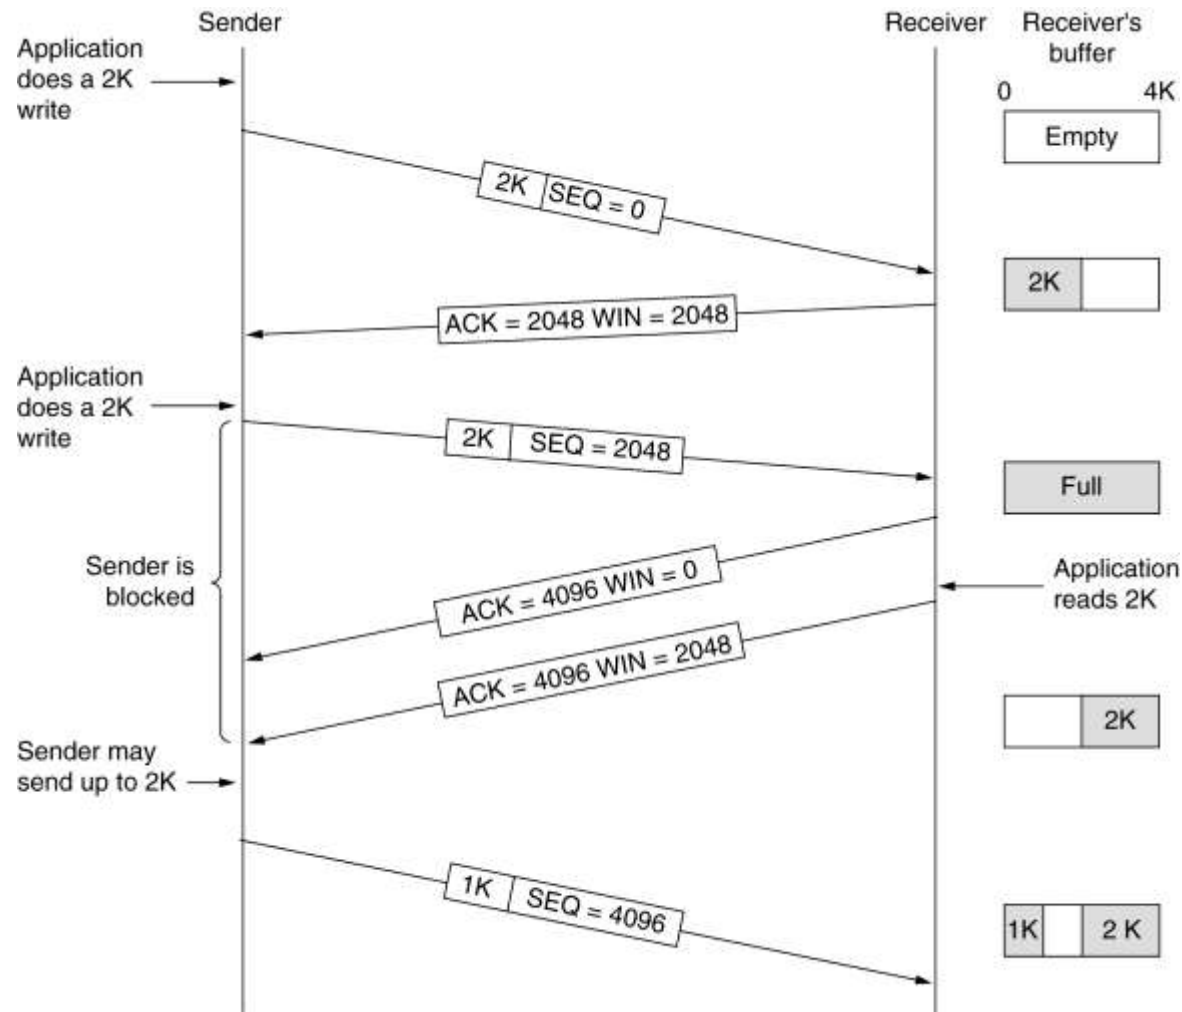 Sender
Receiver
Receiver's
buffer
Application
does a 2K
write
0
4K
Empty
2K SEQ = 0
2K
ACK = 2048 WIN = 2048
Application
does a 2K
write
2K SEQ = 2048
Full
Sender is
blocked
ACK = 4096 WIN = 0
Application
reads 2K
ACK = 4096 WIN = 2048
2K
Sender may
send up to 2K
1K SEQ = 4096
1K 2 K